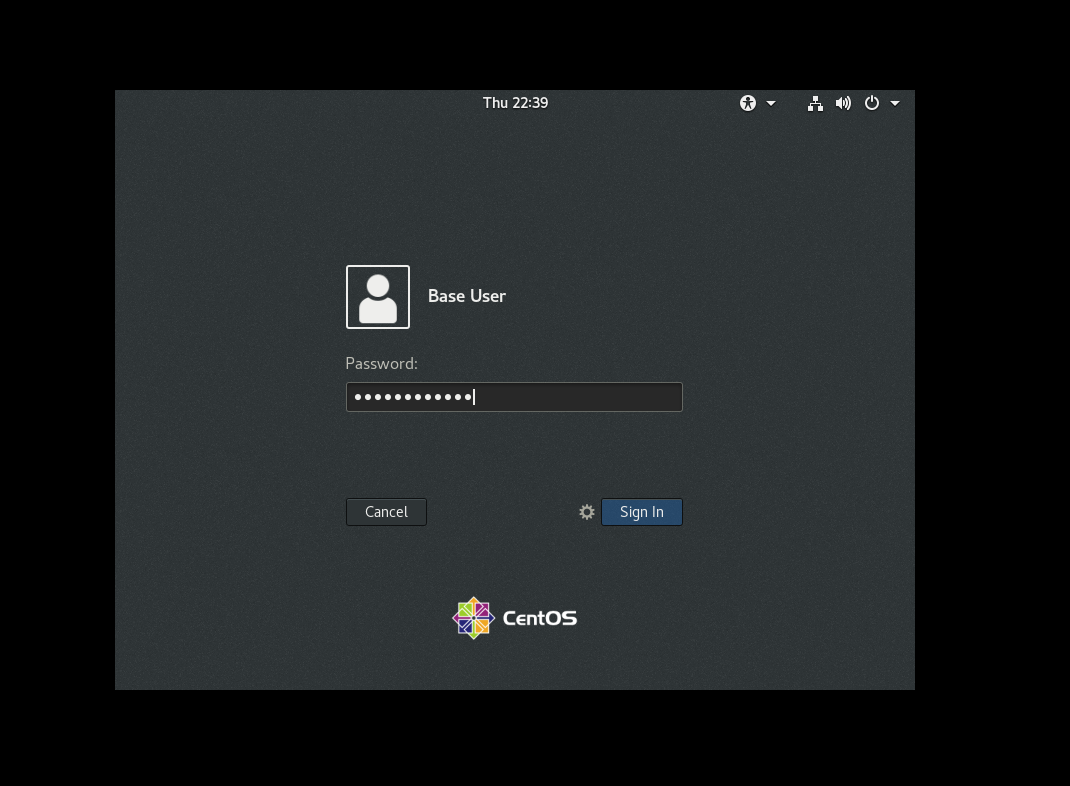 Thu 22:39
Base User
Password:
Cancel
Sign In
CentOS